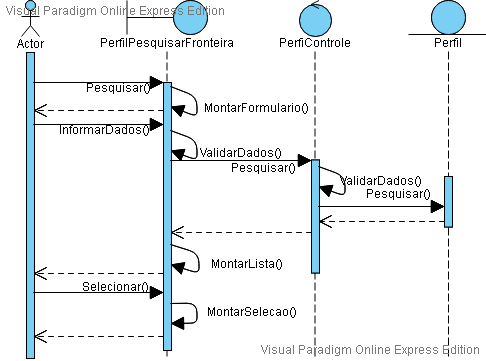 Visual Paradigm Online Express Edition
Actor PerfilPesquisarFronteira PerfiControle Perfil
Pesquisar()
MontarFormulario()
InformarDados()
ValidarDados()
Pesquisar()
ValidarDados()
Pesquisar()
MontarLista()
Selecionar()
MontarSelecao()
Visual Paradigm Online Express Edition